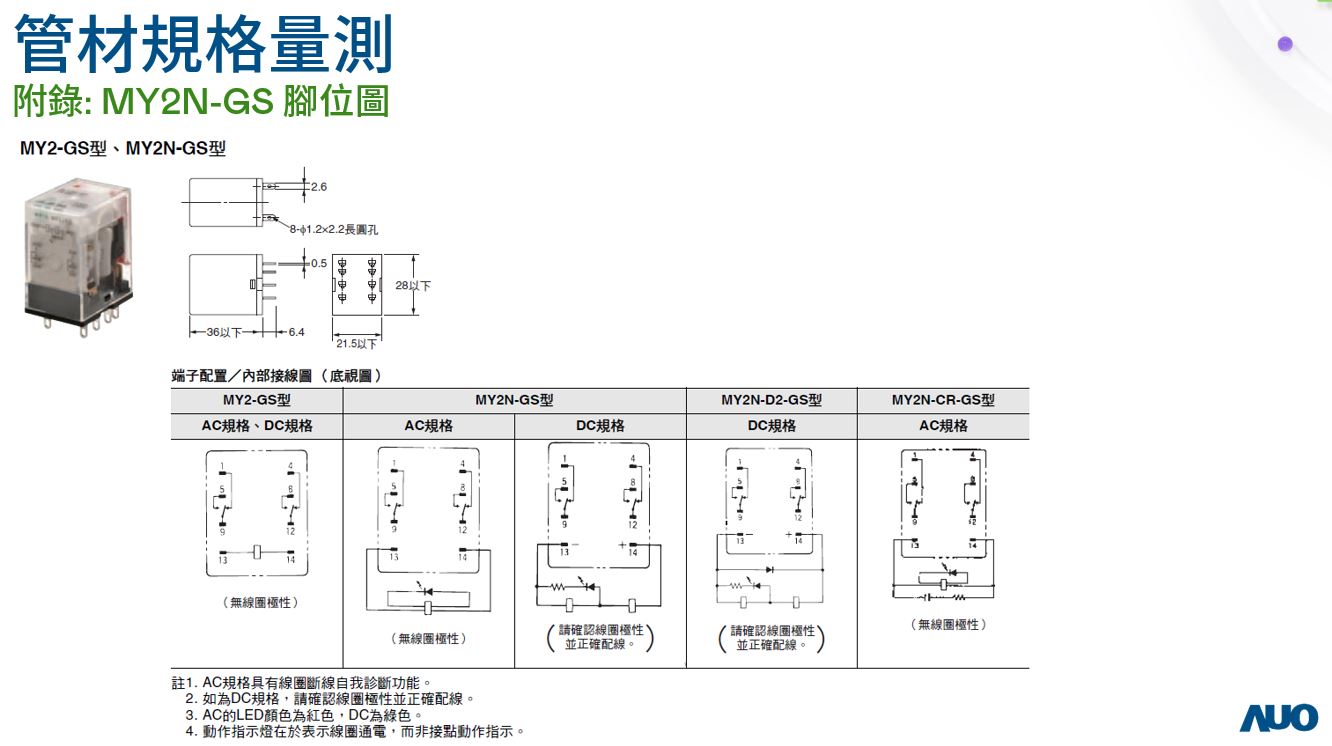 管材規格量測
附錄: MY2N-GS 腳位圖
MY2-GS型、MY2N-GS型
2.6
8-φ1.2×2.2長圓孔
0.5
28以下
36以下
6.4
21.5以下
端子配置/內部接線圖（底視圖）
MY2-GS型 MY2N-GS型 MY2N-D2-GS型 MY2N-CR-GS型
AC規格、DC規格 AC規格 DC規格 DC規格 AC規格
1 4 1 4 1 4 1 4 1 4
5 8 5 8 5 8 5 8 5 8
9 12 9 12 9 12 9 12 9 12
13 14 13 14 13 − + 14 13 − + 14 13 14
（無線圈極性） （無線圈極性） （請確認線圈極性 （請確認線圈極性 （無線圈極性）
並正確配線。） 並正確配線。）
註1. AC規格具有線圈斷線自我診斷功能。
2. 如為DC規格，請確認線圈極性並正確配線。
3. AC的LED顏色為紅色，DC為綠色。
4. 動作指示燈在於表示線圈通電，而非接點動作指示。
AUO